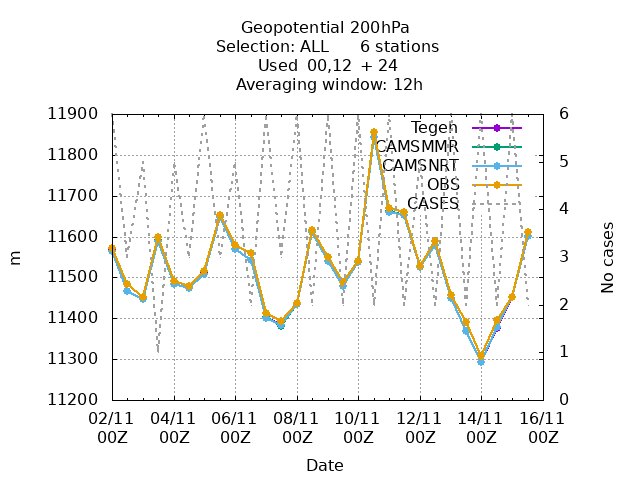 Geopotential 200hPa
Selection: ALL 6 stations
Used 00,12 + 24
Averaging window: 12h
11900
11800
11700
11600
11500
11400
11300
11200
m
6
5
4
3
2
1
0
No cases
Tegen
CAMSMMR
CAMSNRT
OBS
CASES
02/11 04/11 06/11 08/11 10/11 12/11 14/11 16/11
00Z 00Z 00Z 00Z 00Z 00Z 00Z 00Z
Date